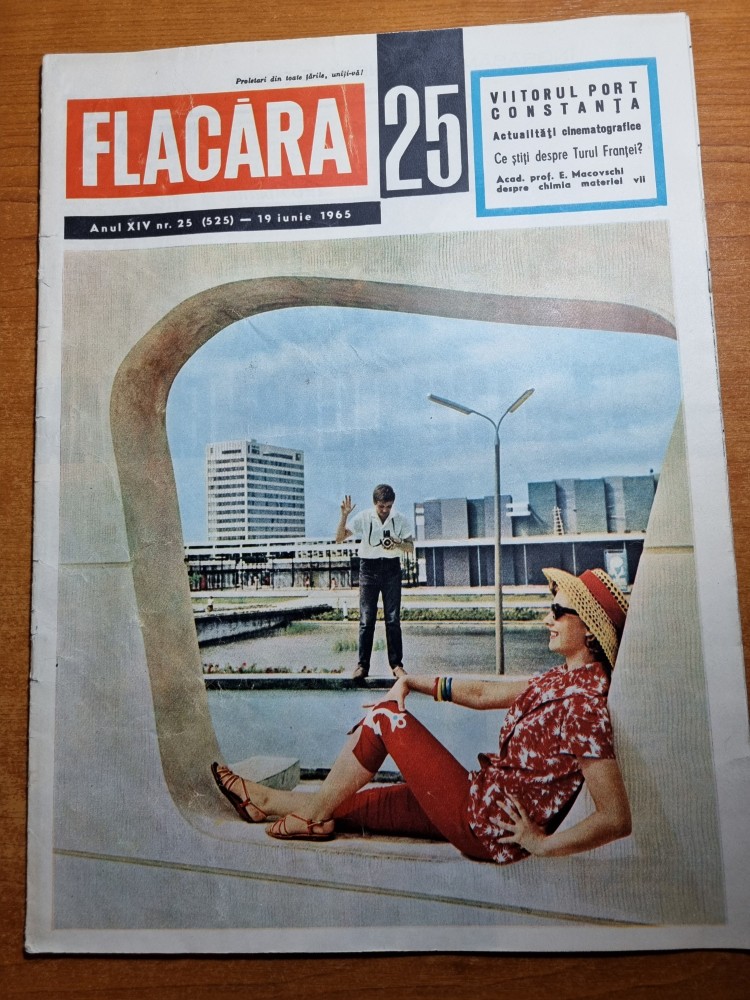 Proletari din toate țările, uniți-vă!
FLACĂRA
25
Anul XIV nr. 25 (525) — 19 iunie 1965
VIITORUL PORT
CONSTANȚA
Actualități cinematografice
Ce știți despre Turul Franței?
Acad. prof. E. Macovschi
despre chimia materiei vii